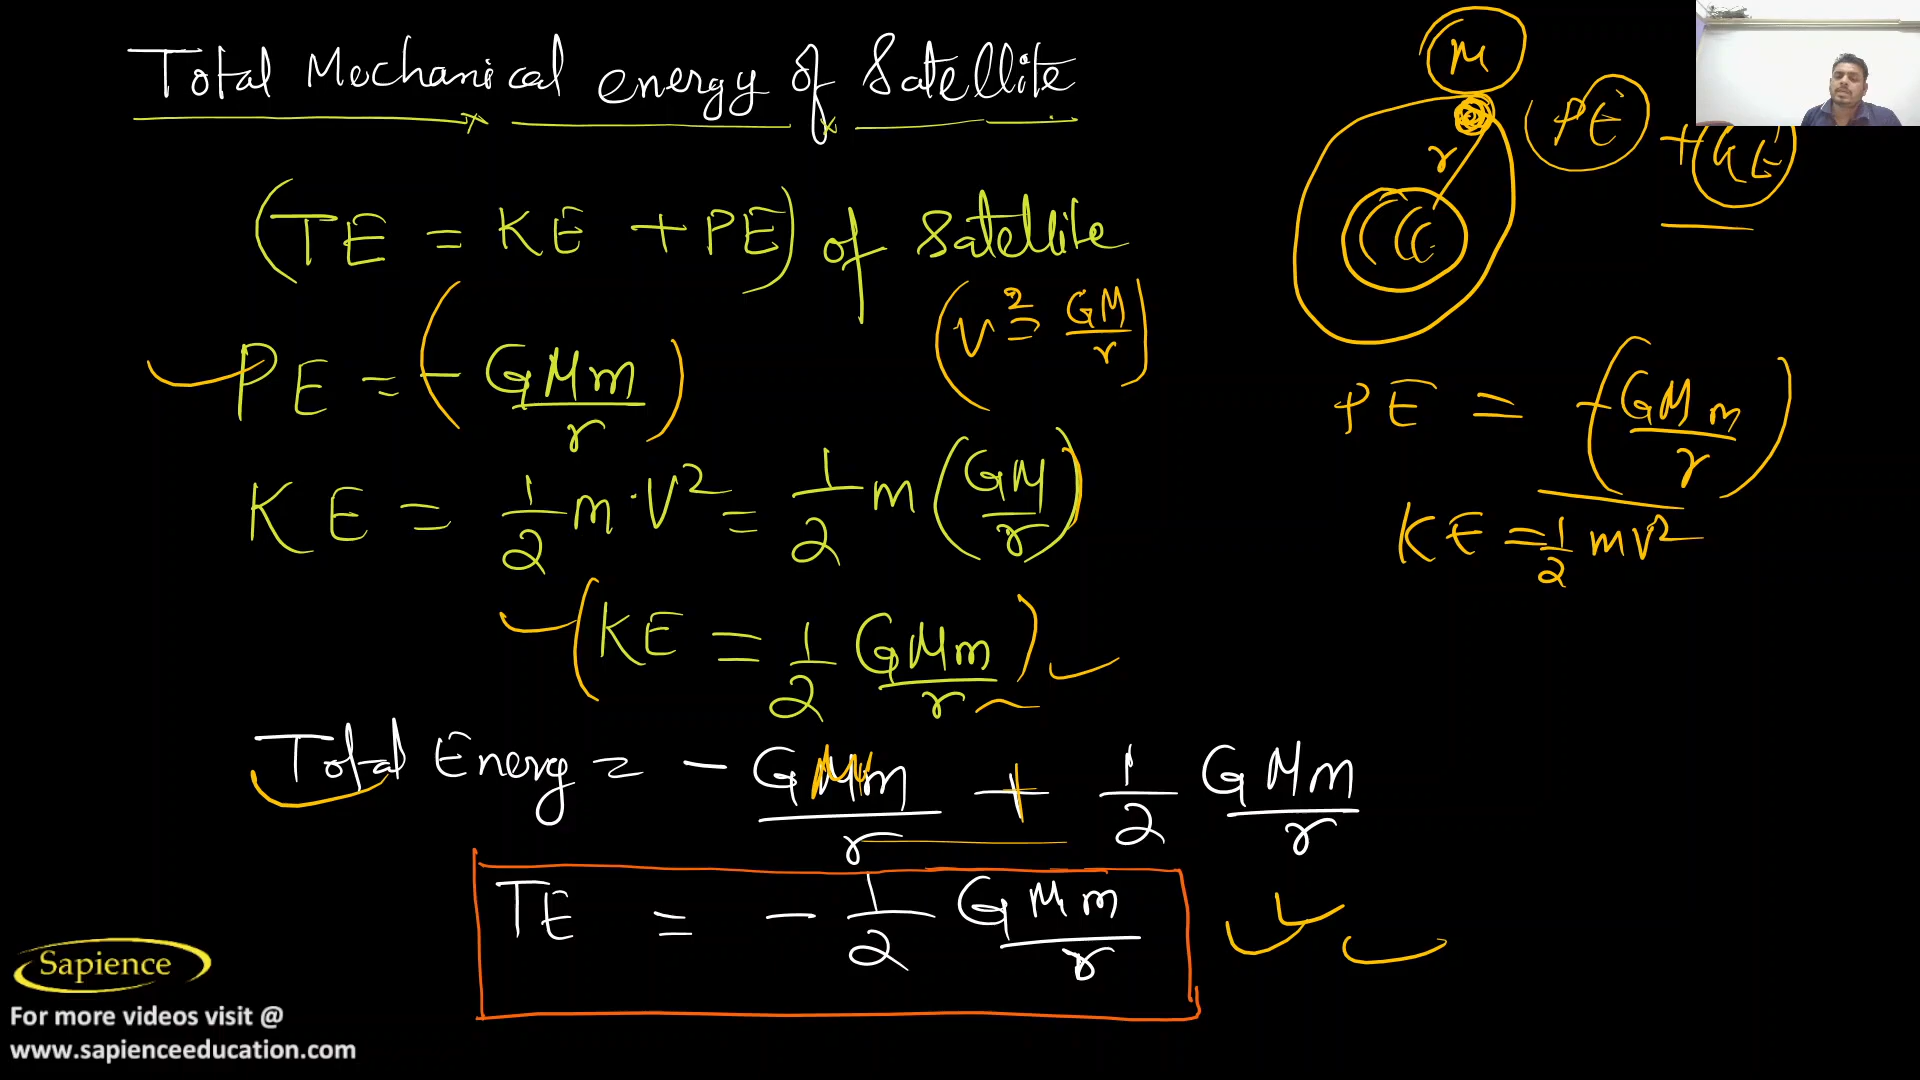 Total Mechanical energy of Satellite
(TE = KE + PE) of Satellite
PE = (- GMm/r)
(V² = GM/r)
KE = 1/2 m·V² = 1/2 m (GM/r)
(KE = 1/2 GMm/r)
Total Energy = - GMm/r + 1/2 GMm/r
TE = - 1/2 GMm/r
M
r
PE + KE
PE = -(GMm/r)
KE = 1/2 mV²
Sapience
For more videos visit @
www.sapienceeducation.com